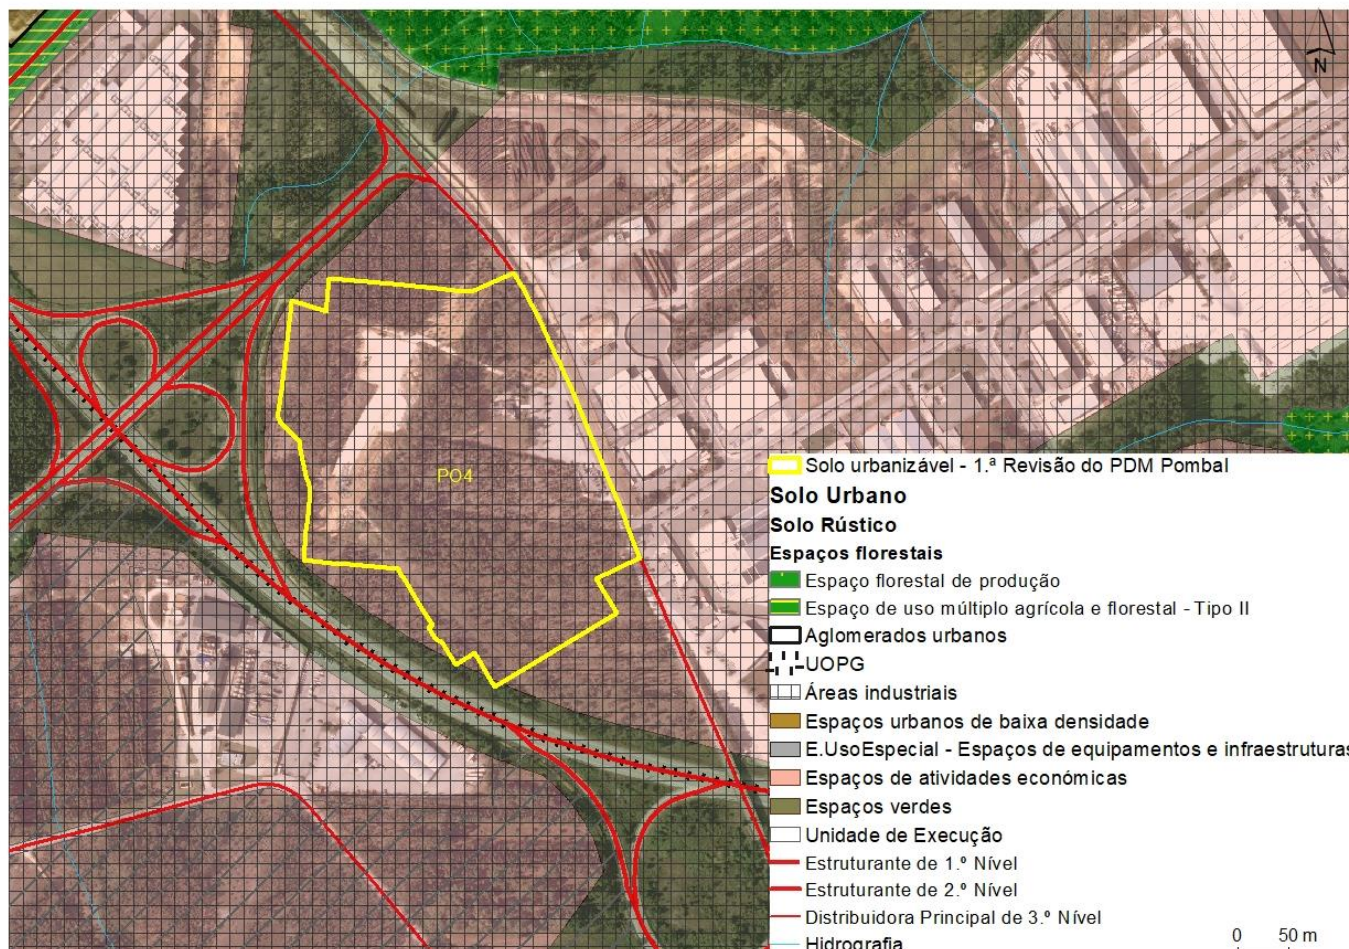 N
PO4
Solo urbanizável - 1.ª Revisão do PDM Pombal
Solo Urbano
Solo Rústico
Espaços florestais
Espaço florestal de produção
Espaço de uso múltiplo agrícola e florestal - Tipo II
Aglomerados urbanos
UOPG
Áreas industriais
Espaços urbanos de baixa densidade
E.UsoEspecial - Espaços de equipamentos e infraestruturas
Espaços de atividades económicas
Espaços verdes
Unidade de Execução
Estruturante de 1.º Nível
Estruturante de 2.º Nível
Distribuidora Principal de 3.º Nível
Hidrografia
0 50 m